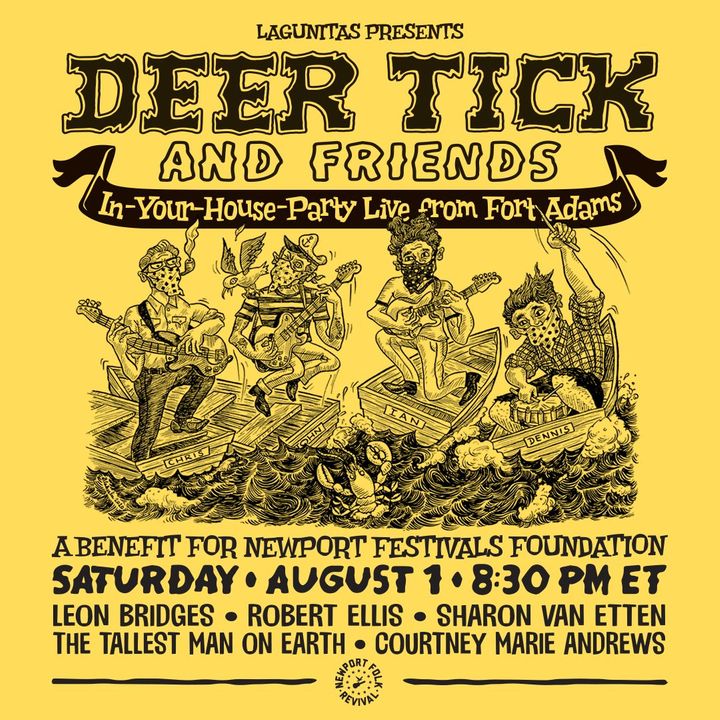 LAGUNITAS PRESENTS
DEER TICK
AND FRIENDS
In-Your-House-Party Live from Fort Adams
CHRIS
IAN
DENNIS
A BENEFIT FOR NEWPORT FESTIVALS FOUNDATION
SATURDAY • AUGUST 1 • 8:30 PM ET
LEON BRIDGES • ROBERT ELLIS • SHARON VAN ETTEN
THE TALLEST MAN ON EARTH • COURTNEY MARIE ANDREWS
NEWPORT FOLK
REVIVAL